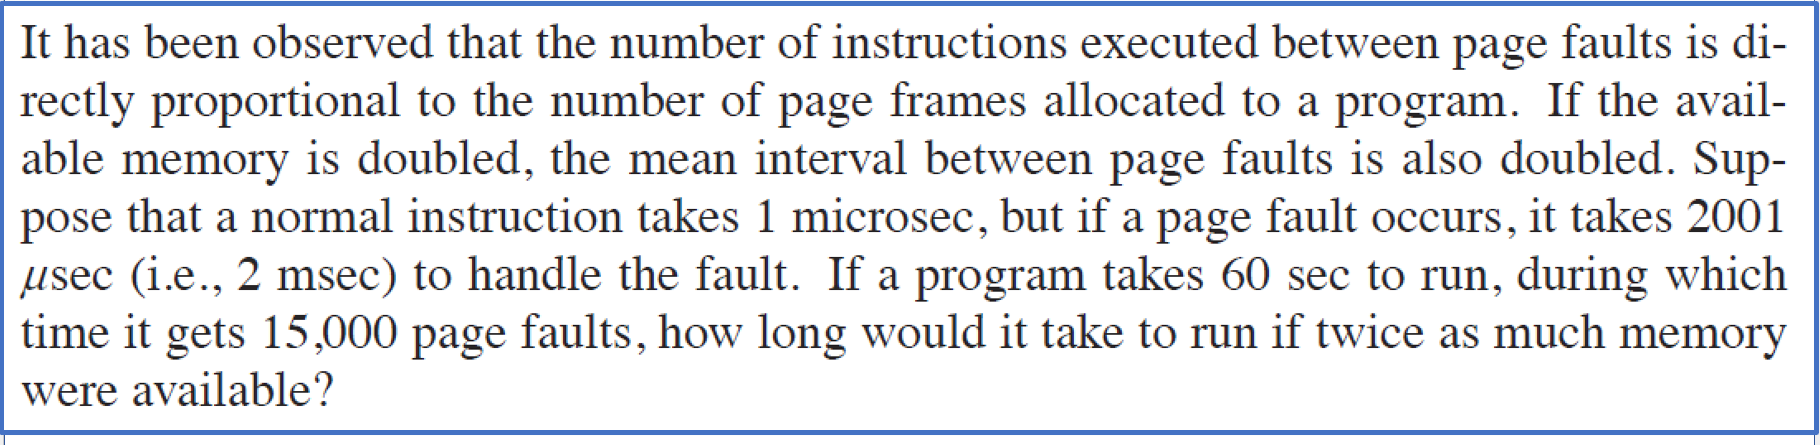 It has been observed that the number of instructions executed between page faults is di-
rectly proportional to the number of page frames allocated to a program. If the avail-
able memory is doubled, the mean interval between page faults is also doubled. Sup-
pose that a normal instruction takes 1 microsec, but if a page fault occurs, it takes 2001
μsec (i.e., 2 msec) to handle the fault. If a program takes 60 sec to run, during which
time it gets 15,000 page faults, how long would it take to run if twice as much memory
were available?